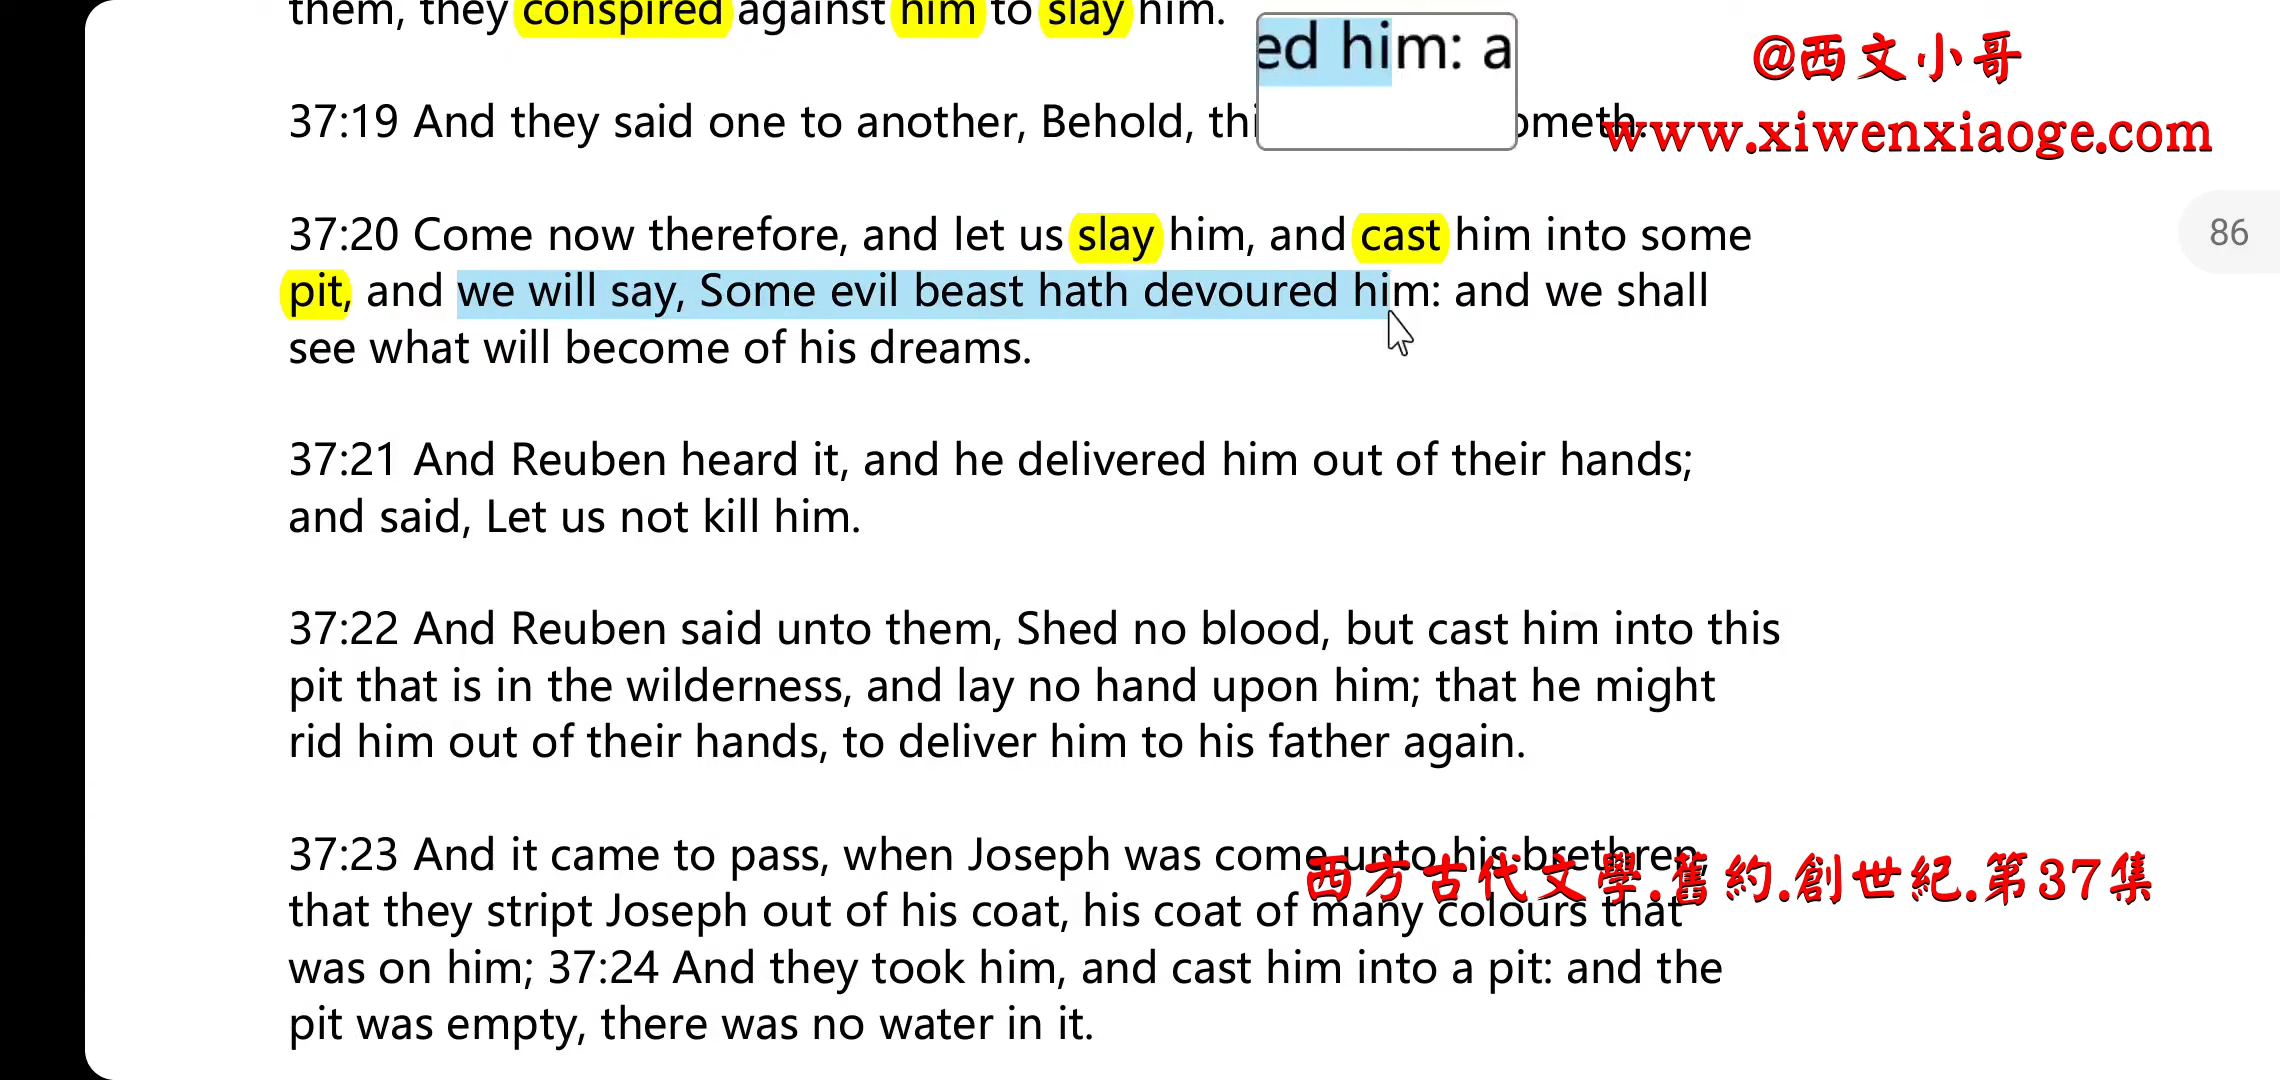 them, they conspired against him to slay him.
ed him: a
@西文小哥
37:19 And they said one to another, Behold, thi ometh.
www.xiwenxiaoge.com
37:20 Come now therefore, and let us slay him, and cast him into some
86
pit, and we will say, Some evil beast hath devoured him: and we shall
see what will become of his dreams.
37:21 And Reuben heard it, and he delivered him out of their hands;
and said, Let us not kill him.
37:22 And Reuben said unto them, Shed no blood, but cast him into this
pit that is in the wilderness, and lay no hand upon him; that he might
rid him out of their hands, to deliver him to his father again.
37:23 And it came to pass, when Joseph was come unto his brethren,
西方古代文學.舊約.創世紀.第37集
that they stript Joseph out of his coat, his coat of many colours that
was on him; 37:24 And they took him, and cast him into a pit: and the
pit was empty, there was no water in it.